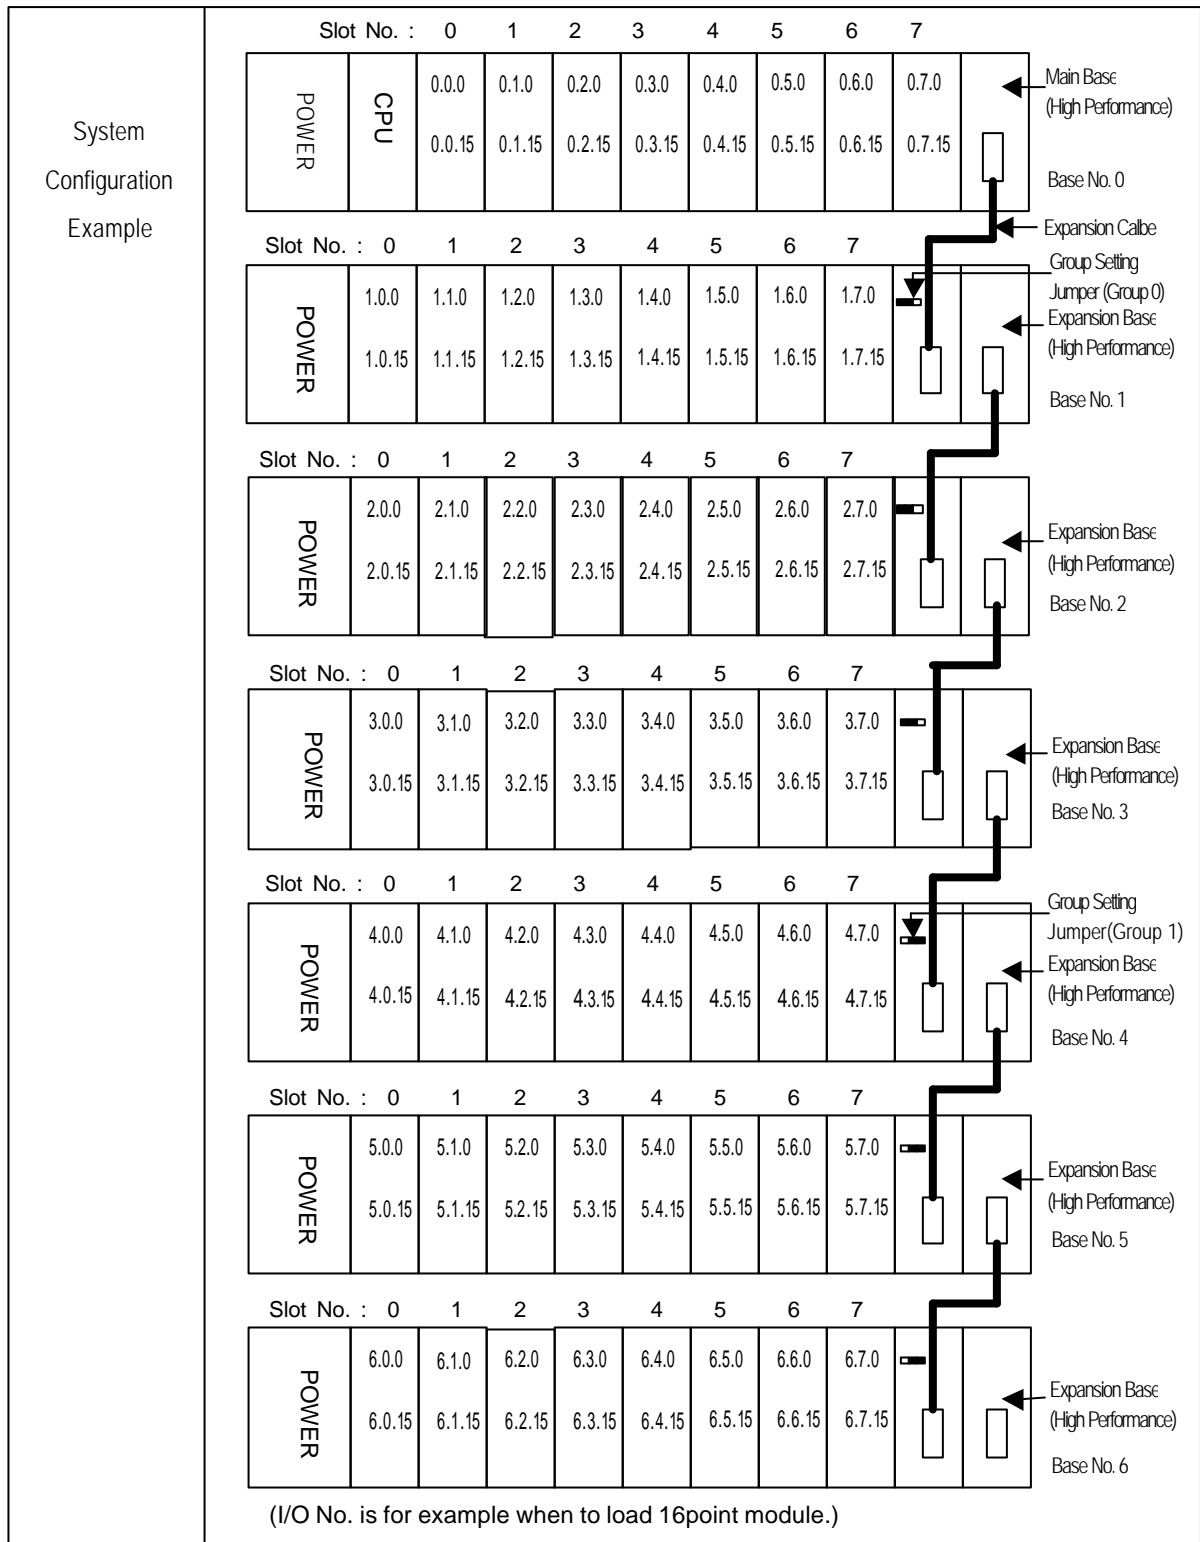 System
Configuration
Example
Slot No. : 0 1 2 3 4 5 6 7
POWER
CPU
0.0.0 0.1.0 0.2.0 0.3.0 0.4.0 0.5.0 0.6.0 0.7.0
0.0.15 0.1.15 0.2.15 0.3.15 0.4.15 0.5.15 0.6.15 0.7.15
Main Base
(High Performance)
Base No. 0
Expansion Calbe
Slot No. : 0 1 2 3 4 5 6 7
Group Setting
Jumper (Group 0)
POWER
1.0.0 1.1.0 1.2.0 1.3.0 1.4.0 1.5.0 1.6.0 1.7.0
1.0.15 1.1.15 1.2.15 1.3.15 1.4.15 1.5.15 1.6.15 1.7.15
Expansion Base
(High Performance)
Base No. 1
Slot No. : 0 1 2 3 4 5 6 7
POWER
2.0.0 2.1.0 2.2.0 2.3.0 2.4.0 2.5.0 2.6.0 2.7.0
2.0.15 2.1.15 2.2.15 2.3.15 2.4.15 2.5.15 2.6.15 2.7.15
Expansion Base
(High Performance)
Base No. 2
Slot No. : 0 1 2 3 4 5 6 7
POWER
3.0.0 3.1.0 3.2.0 3.3.0 3.4.0 3.5.0 3.6.0 3.7.0
3.0.15 3.1.15 3.2.15 3.3.15 3.4.15 3.5.15 3.6.15 3.7.15
Expansion Base
(High Performance)
Base No. 3
Slot No. : 0 1 2 3 4 5 6 7
Group Setting
Jumper(Group 1)
POWER
4.0.0 4.1.0 4.2.0 4.3.0 4.4.0 4.5.0 4.6.0 4.7.0
4.0.15 4.1.15 4.2.15 4.3.15 4.4.15 4.5.15 4.6.15 4.7.15
Expansion Base
(High Performance)
Base No. 4
Slot No. : 0 1 2 3 4 5 6 7
POWER
5.0.0 5.1.0 5.2.0 5.3.0 5.4.0 5.5.0 5.6.0 5.7.0
5.0.15 5.1.15 5.2.15 5.3.15 5.4.15 5.5.15 5.6.15 5.7.15
Expansion Base
(High Performance)
Base No. 5
Slot No. : 0 1 2 3 4 5 6 7
POWER
6.0.0 6.1.0 6.2.0 6.3.0 6.4.0 6.5.0 6.6.0 6.7.0
6.0.15 6.1.15 6.2.15 6.3.15 6.4.15 6.5.15 6.6.15 6.7.15
Expansion Base
(High Performance)
Base No. 6
(I/O No. is for example when to load 16point module.)